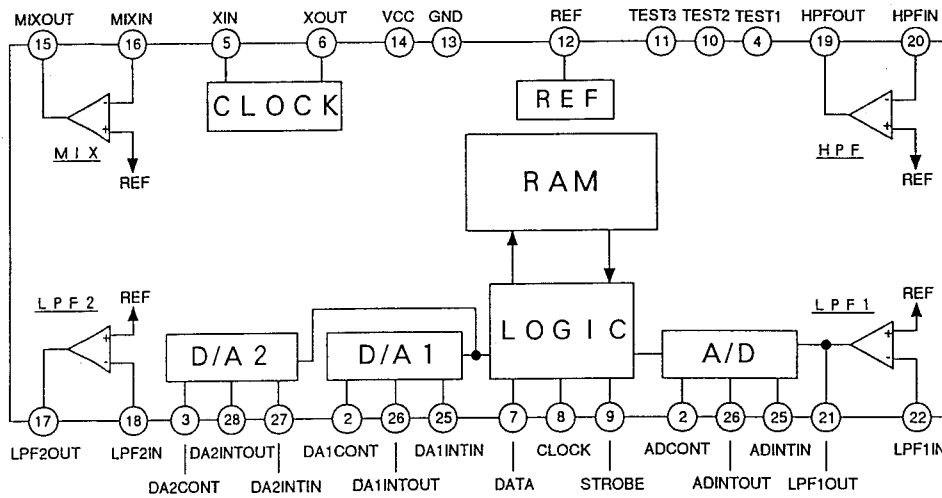 MIXOUT MIXIN XIN XOUT VCC GND REF TEST3 TEST2 TEST1 HPFOUT HPFIN
15 16 5 6 14 13 12 11 10 4 19 20
CLOCK
REF
- +
- +
MIX
HPF
REF
REF
RAM
LPF2
REF
LOGIC
LPF1
REF
+ -
+ -
D/A2
D/A1
A/D
17 18 3 28 27 2 26 25 7 8 9 2 26 25 21 22
LPF2OUT LPF2IN DA2INTOUT DA1CONT DA1INTIN CLOCK ADCONT ADINTIN LPF1IN
DA2CONT DA2INTIN DA1INTOUT DATA STROBE ADINTOUT LPF1OUT